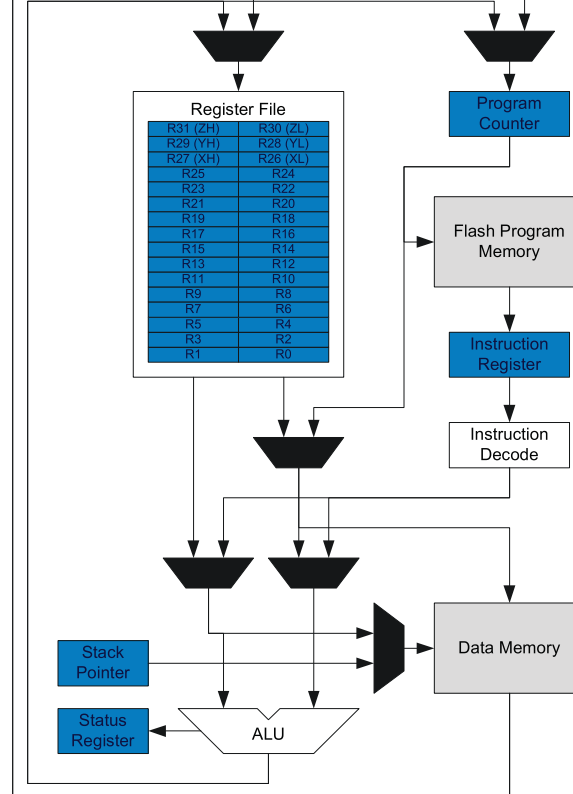 Register File
R31 (ZH) R30 (ZL)
R29 (YH) R28 (YL)
R27 (XH) R26 (XL)
R25 R24
R23 R22
R21 R20
R19 R18
R17 R16
R15 R14
R13 R12
R11 R10
R9 R8
R7 R6
R5 R4
R3 R2
R1 R0
Program
Counter
Flash Program
Memory
Instruction
Register
Instruction
Decode
Stack
Pointer
Data Memory
Status
Register
ALU